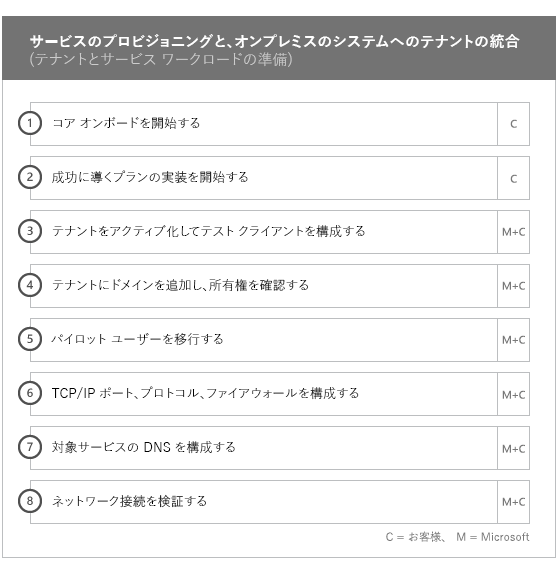 サービスのプロビジョニングと、オンプレミスのシステムへのテナントの統合
(テナントとサービス ワークロードの準備)
1 コア オンボードを開始する C
2 成功に導くプランの実装を開始する C
3 テナントをアクティブ化してテスト クライアントを構成する M+C
4 テナントにドメインを追加し、所有権を確認する M+C
5 パイロット ユーザーを移行する M+C
6 TCP/IP ポート、プロトコル、ファイアウォールを構成する M+C
7 対象サービスの DNS を構成する M+C
8 ネットワーク接続を検証する M+C
C = お客様、 M = Microsoft